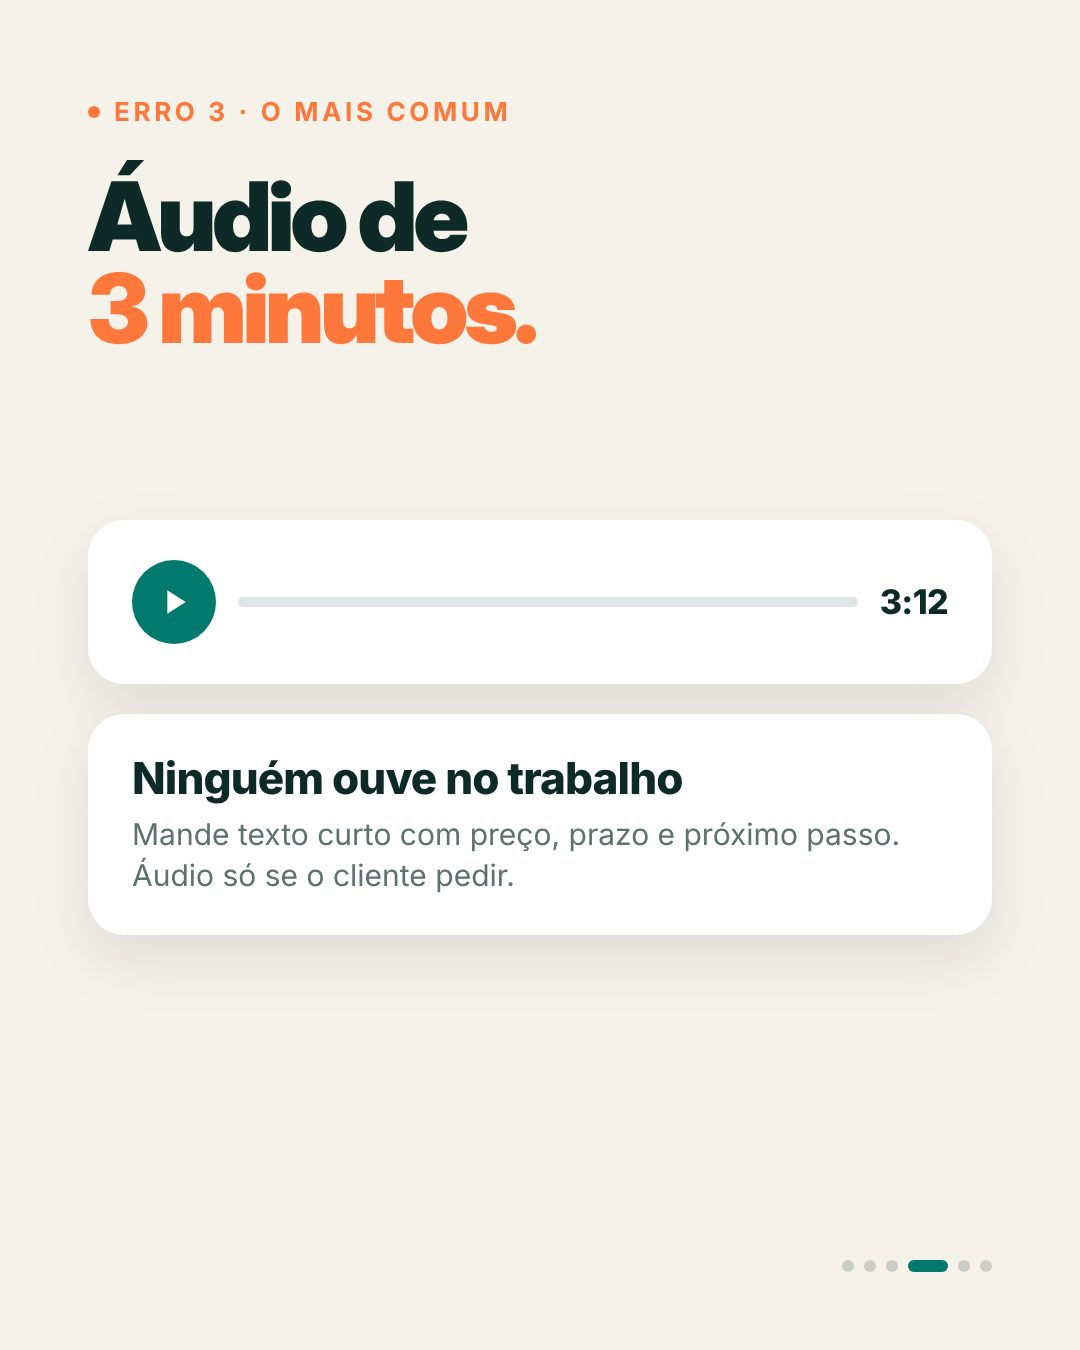 ERRO 3 · O MAIS COMUM
Áudio de
3 minutos.
3:12
Ninguém ouve no trabalho
Mande texto curto com preço, prazo e próximo passo.
Áudio só se o cliente pedir.